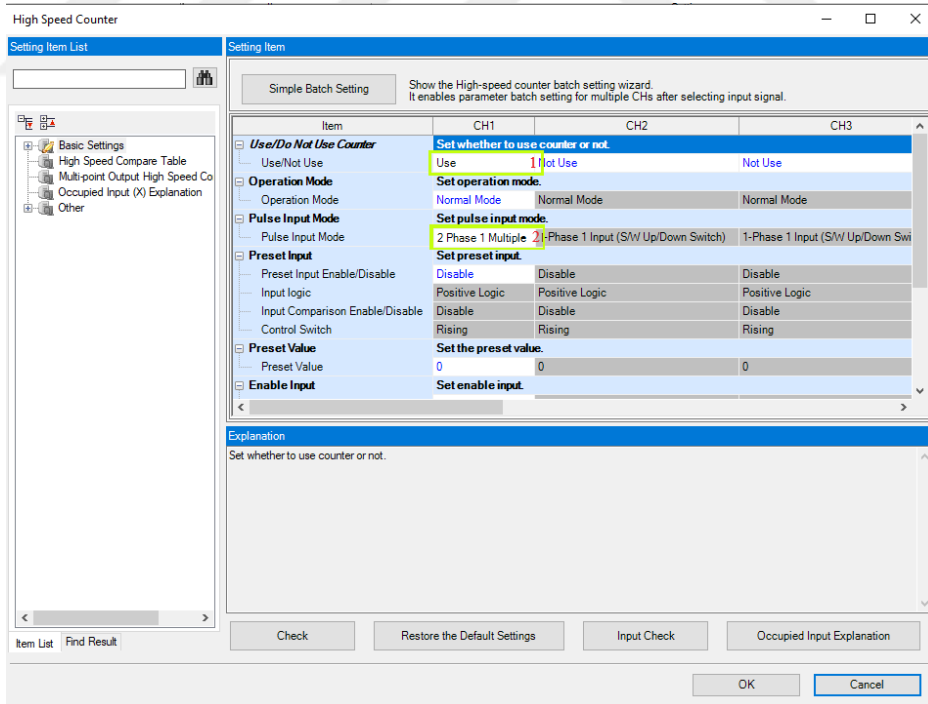 High Speed Counter
Setting Item List
Setting Item
Simple Batch Setting
Show the High-speed counter batch setting wizard.
It enables parameter batch setting for multiple CHs after selecting input signal.
Basic Settings
High Speed Compare Table
Multi-point Output High Speed Co
Occupied Input (X) Explanation
Other
Item CH1 CH2 CH3
Use/Do Not Use Counter Set whether to use counter or not.
Use/Not Use Use 1 Not Use Not Use
Operation Mode Set operation mode.
Operation Mode Normal Mode Normal Mode Normal Mode
Pulse Input Mode Set pulse input mode.
Pulse Input Mode 2 Phase 1 Multiple 2 1-Phase 1 Input (S/W Up/Down Switch) 1-Phase 1 Input (S/W Up/Down Swi
Preset Input Set preset input.
Preset Input Enable/Disable Disable Disable Disable
Input logic Positive Logic Positive Logic Positive Logic
Input Comparison Enable/Disable Disable Disable Disable
Control Switch Rising Rising Rising
Preset Value Set the preset value.
Preset Value 0 0 0
Enable Input Set enable input.
Explanation
Set whether to use counter or not.
Item List Find Result
Check Restore the Default Settings Input Check Occupied Input Explanation
OK Cancel